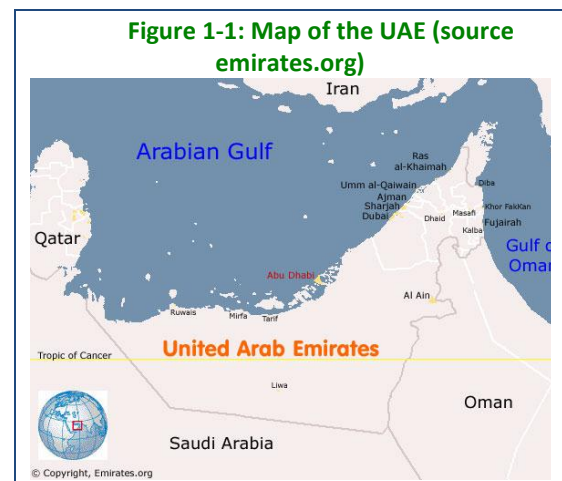 Figure 1-1: Map of the UAE (source
emirates.org)
Iran
Arabian Gulf
Ras
al-Khaimah
Umm al-Qaiwain
Ajman
Sharjah
Dubai
Diba
Khor FakKan
Dhaid
Masafi
Fujairah
Kalba
Qatar
Gulf o
Oman
Abu Dhabi
Al Ain
Ruwais
Mirfa
Tarif
United Arab Emirates
Tropic of Cancer
Liwa
Oman
Saudi Arabia
© Copyright, Emirates.org